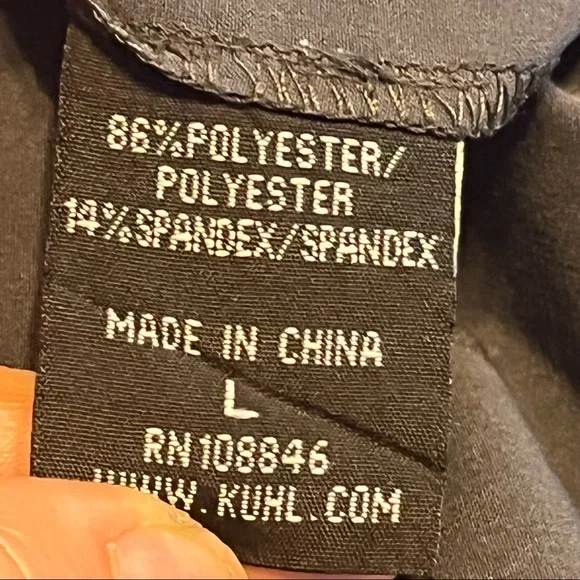 86%POLYESTER/
POLYESTER
14%SPANDEX/SPANDEX
MADE IN CHINA
L
RN108846
WWW.KUHL.COM